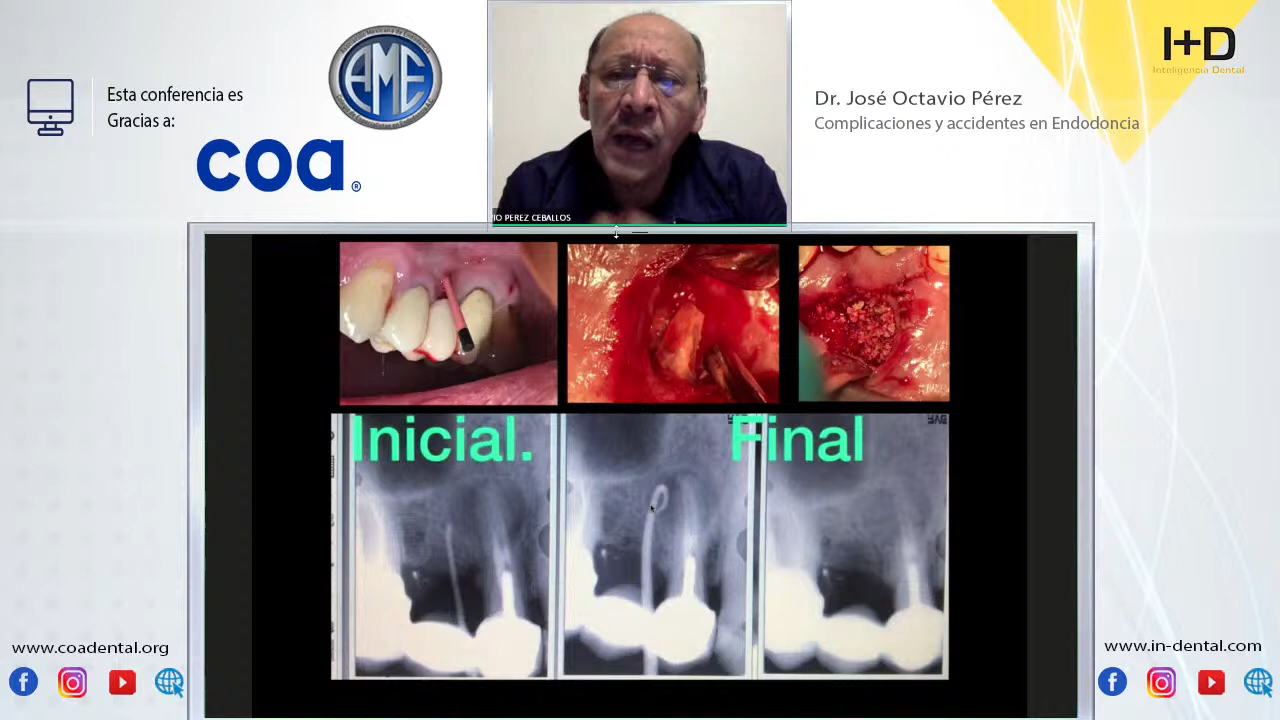 Esta conferencia es
Gracias a:
AME
coa®
IO PEREZ CEBALLOS
I+D
Inteligencia Dental
Dr. José Octavio Pérez
Complicaciones y accidentes en Endodoncia
Inicial.
Final
www.coadental.org
www.in-dental.com